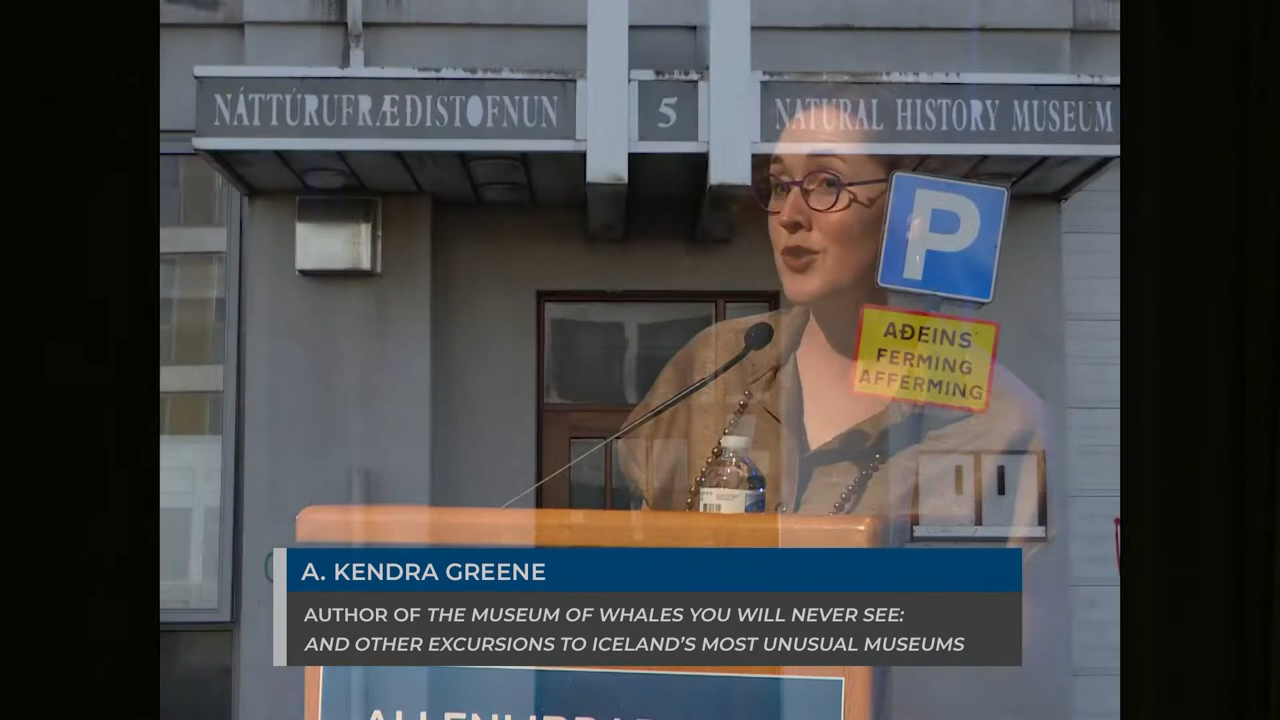 NÁTTÚRUFRÆÐISTOFNUN 5 NATURAL HISTORY MUSEUM
P
AÐEINS
FERMING
AFFERMING
A. KENDRA GREENE
AUTHOR OF THE MUSEUM OF WHALES YOU WILL NEVER SEE:
AND OTHER EXCURSIONS TO ICELAND'S MOST UNUSUAL MUSEUMS